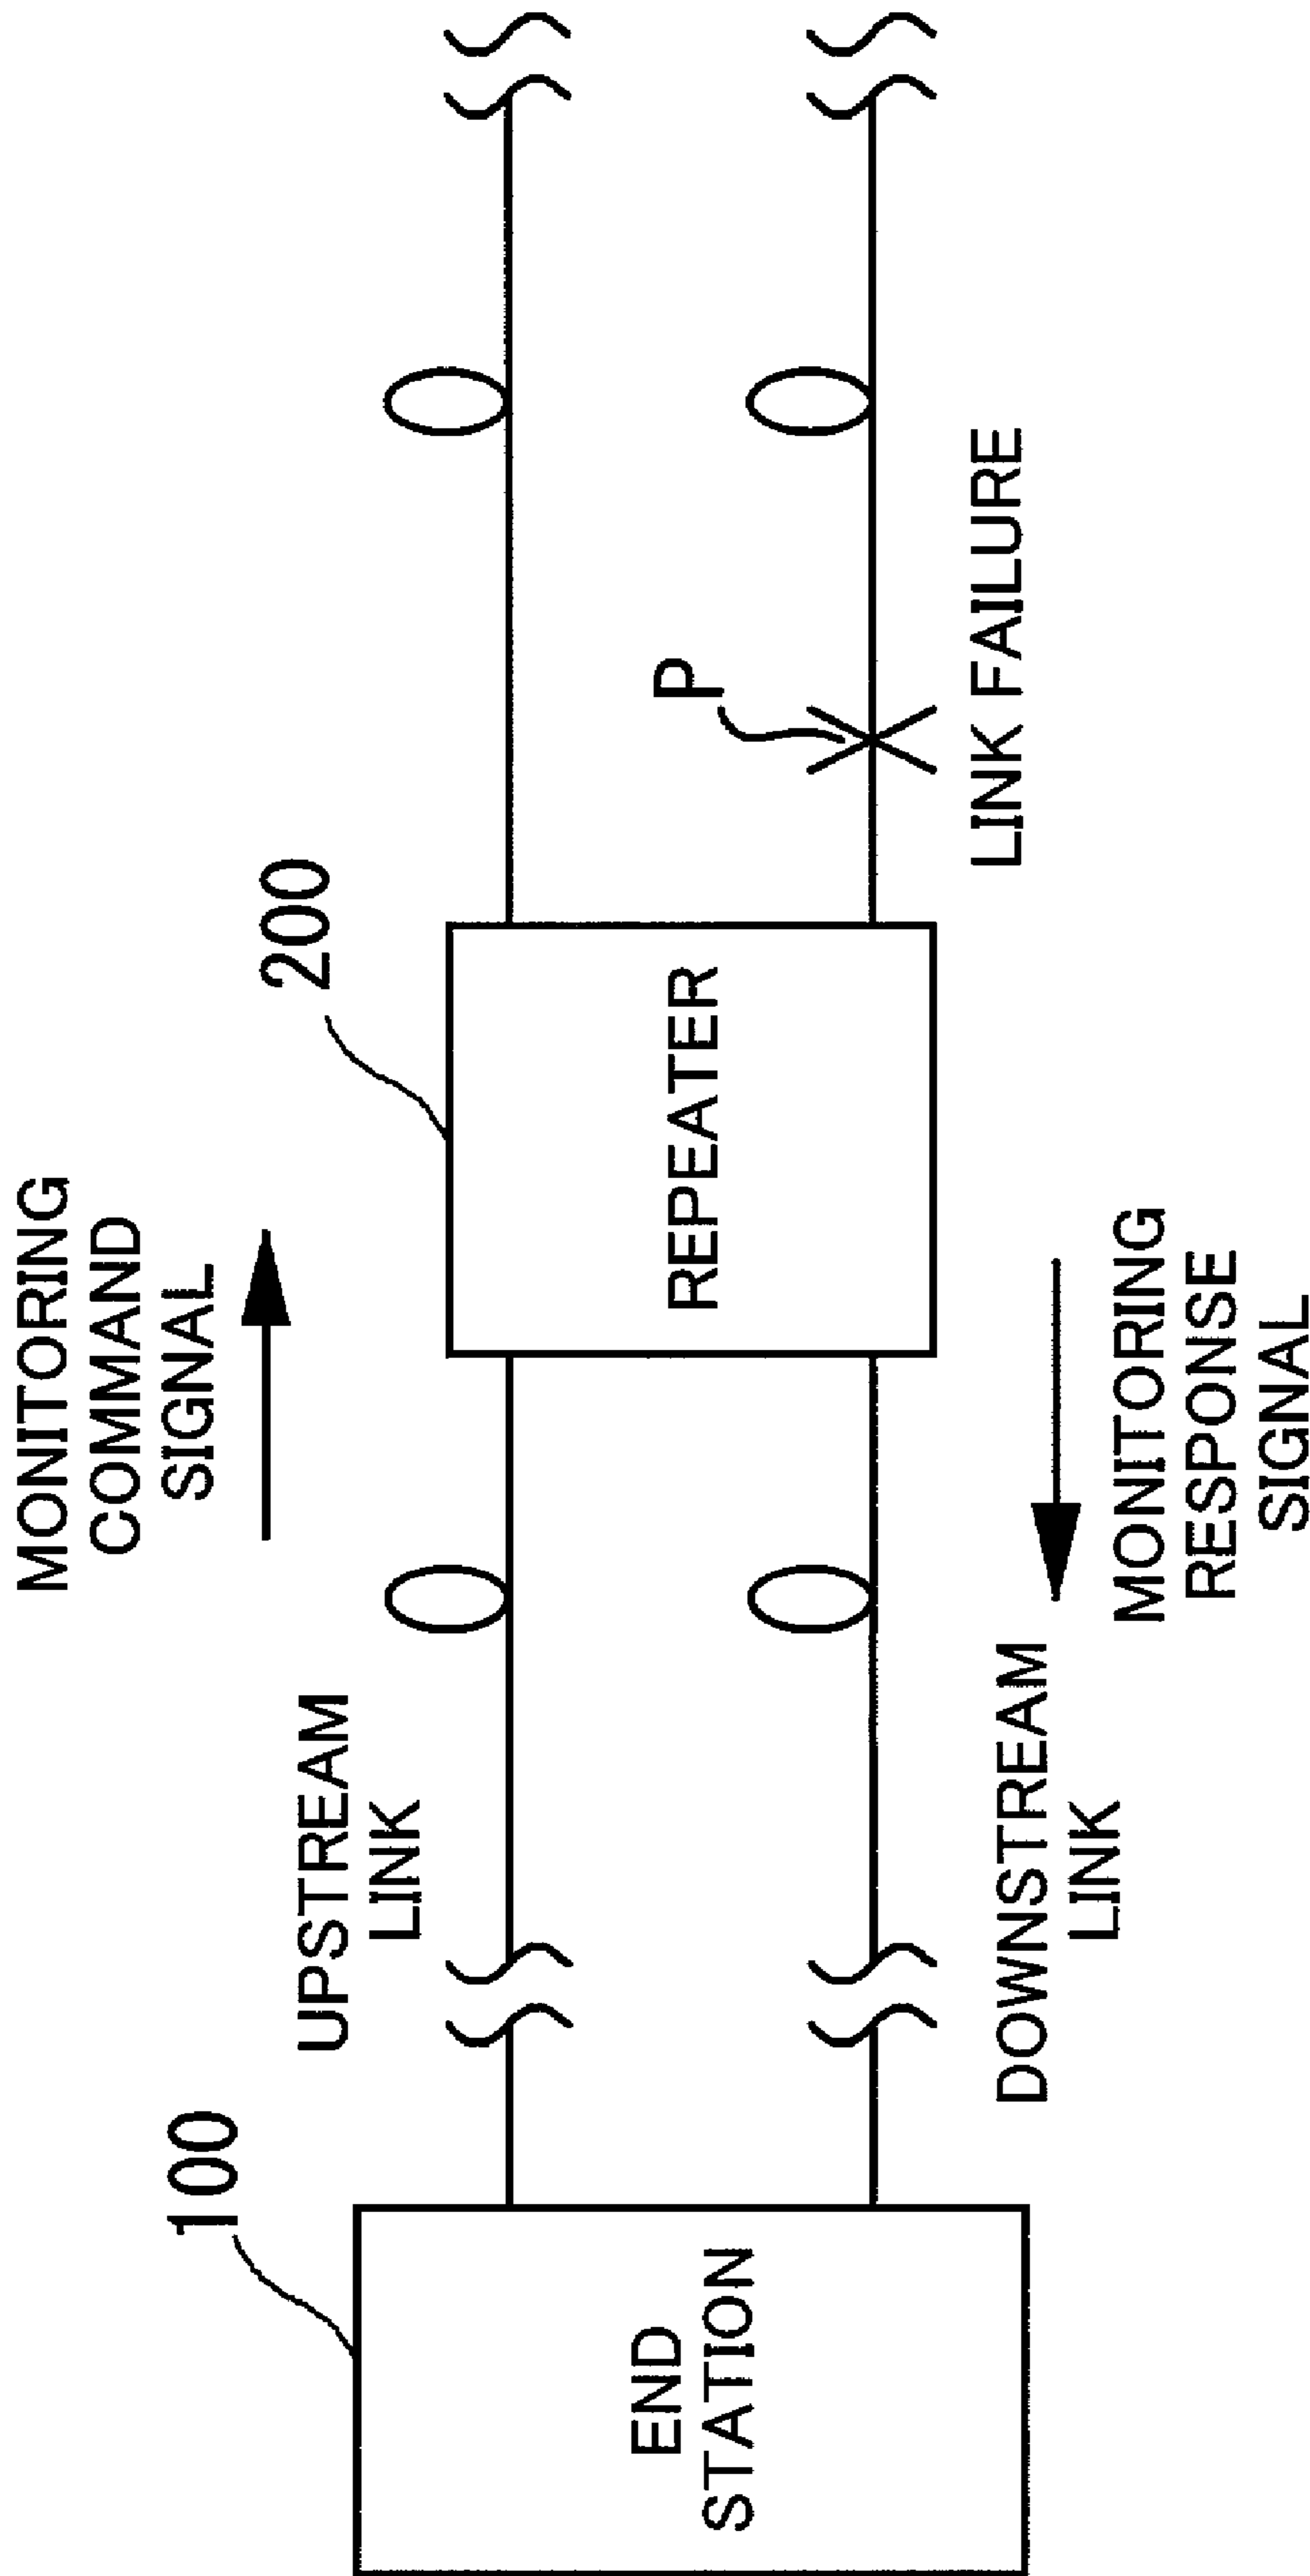 MONITORING
COMMAND
SIGNAL
100
UPSTREAM
LINK
200
END
STATION
REPEATER
P
LINK FAILURE
DOWNSTREAM
LINK
MONITORING
RESPONSE
SIGNAL